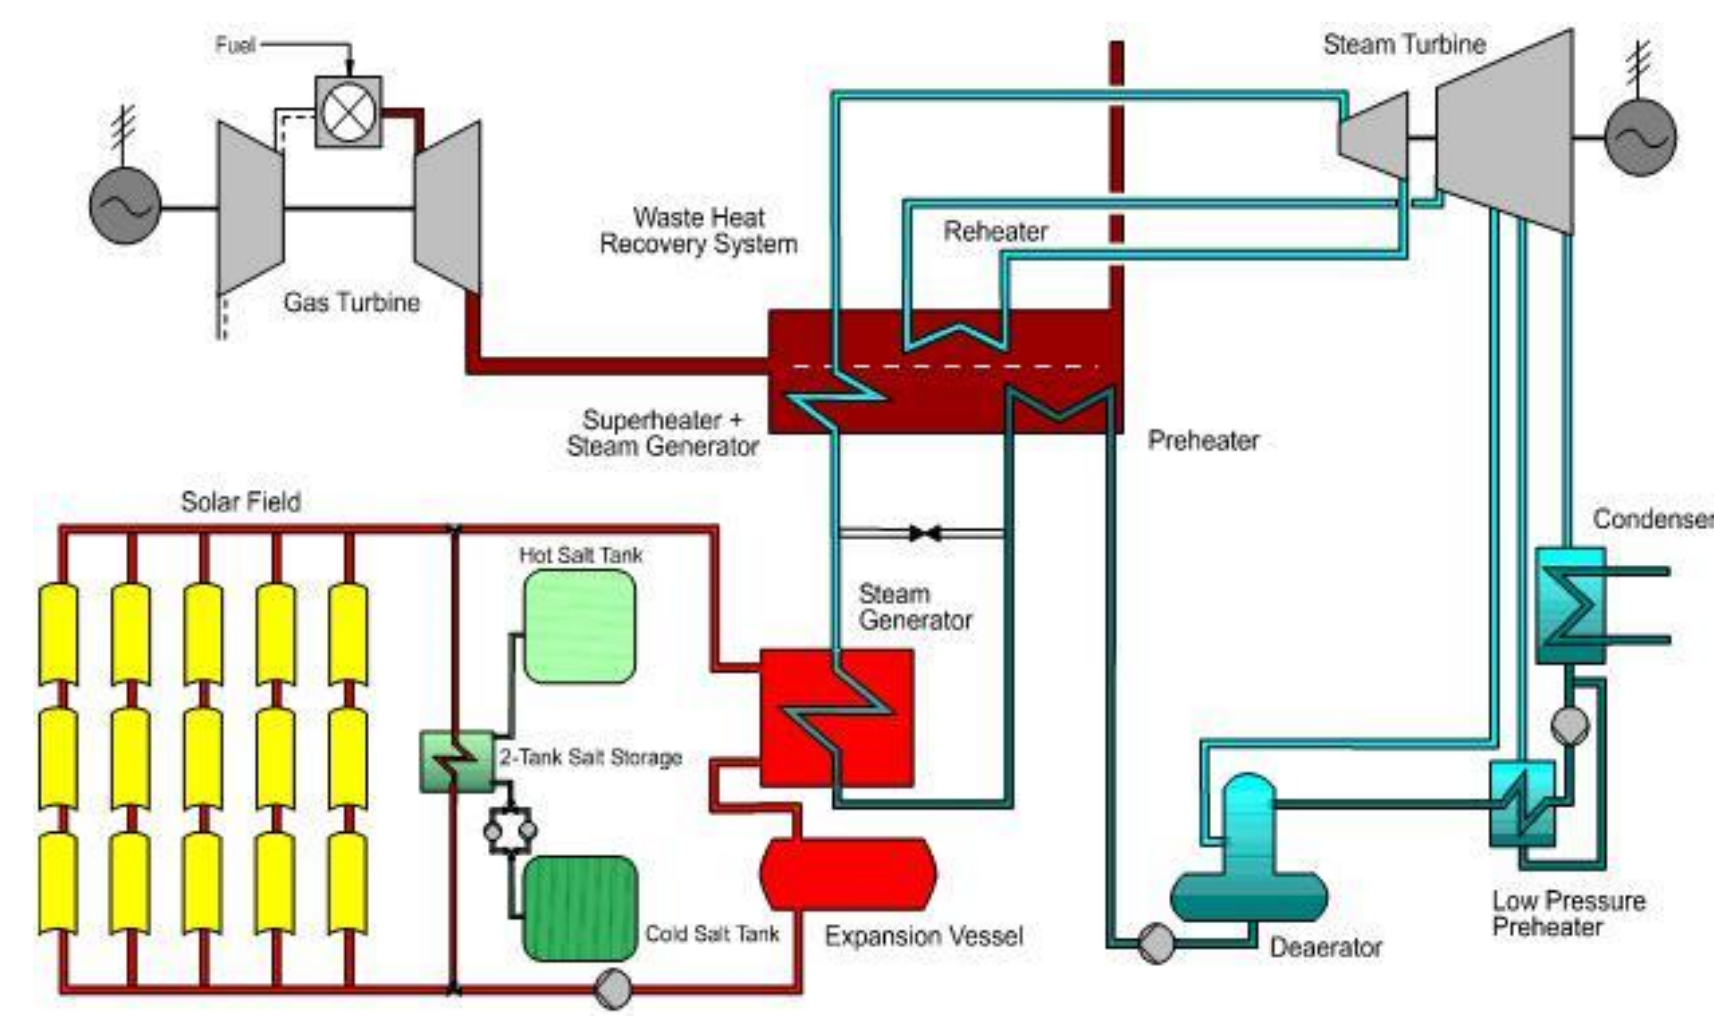 Fuel
Steam Turbine
Waste Heat
Recovery System
Reheater
Gas Turbine
Superheater +
Steam Generator
Preheater
Solar Field
Condenser
Hot Salt Tank
Steam
Generator
2-Tank Salt Storage
Cold Salt Tank
Expansion Vessel
Deaerator
Low Pressure
Preheater